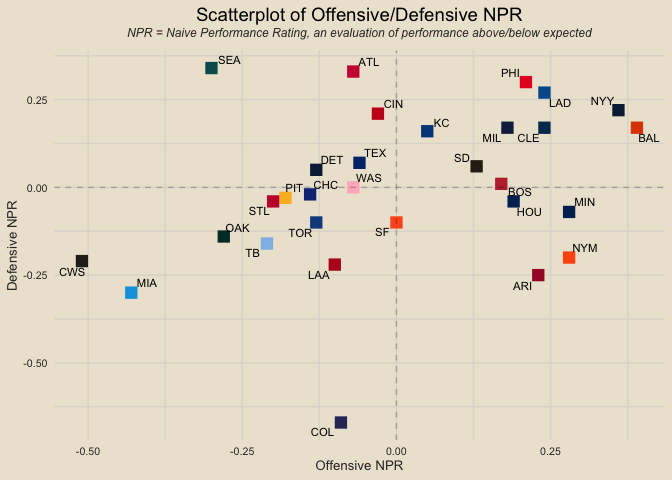 Scatterplot of Offensive/Defensive NPR
NPR = Naive Performance Rating, an evaluation of performance above/below expected
SEA
ATL
PHI
LAD
NYY
0.25
CIN
KC
MIL
CLE
BAL
DET
TEX
SD
0.00
PIT
CHC
WAS
BOS
STL
HOU
MIN
OAK
TOR
SF
TB
NYM
-0.25
CWS
LAA
ARI
MIA
Defensive NPR
-0.50
COL
-0.50
-0.25
0.00
0.25
Offensive NPR